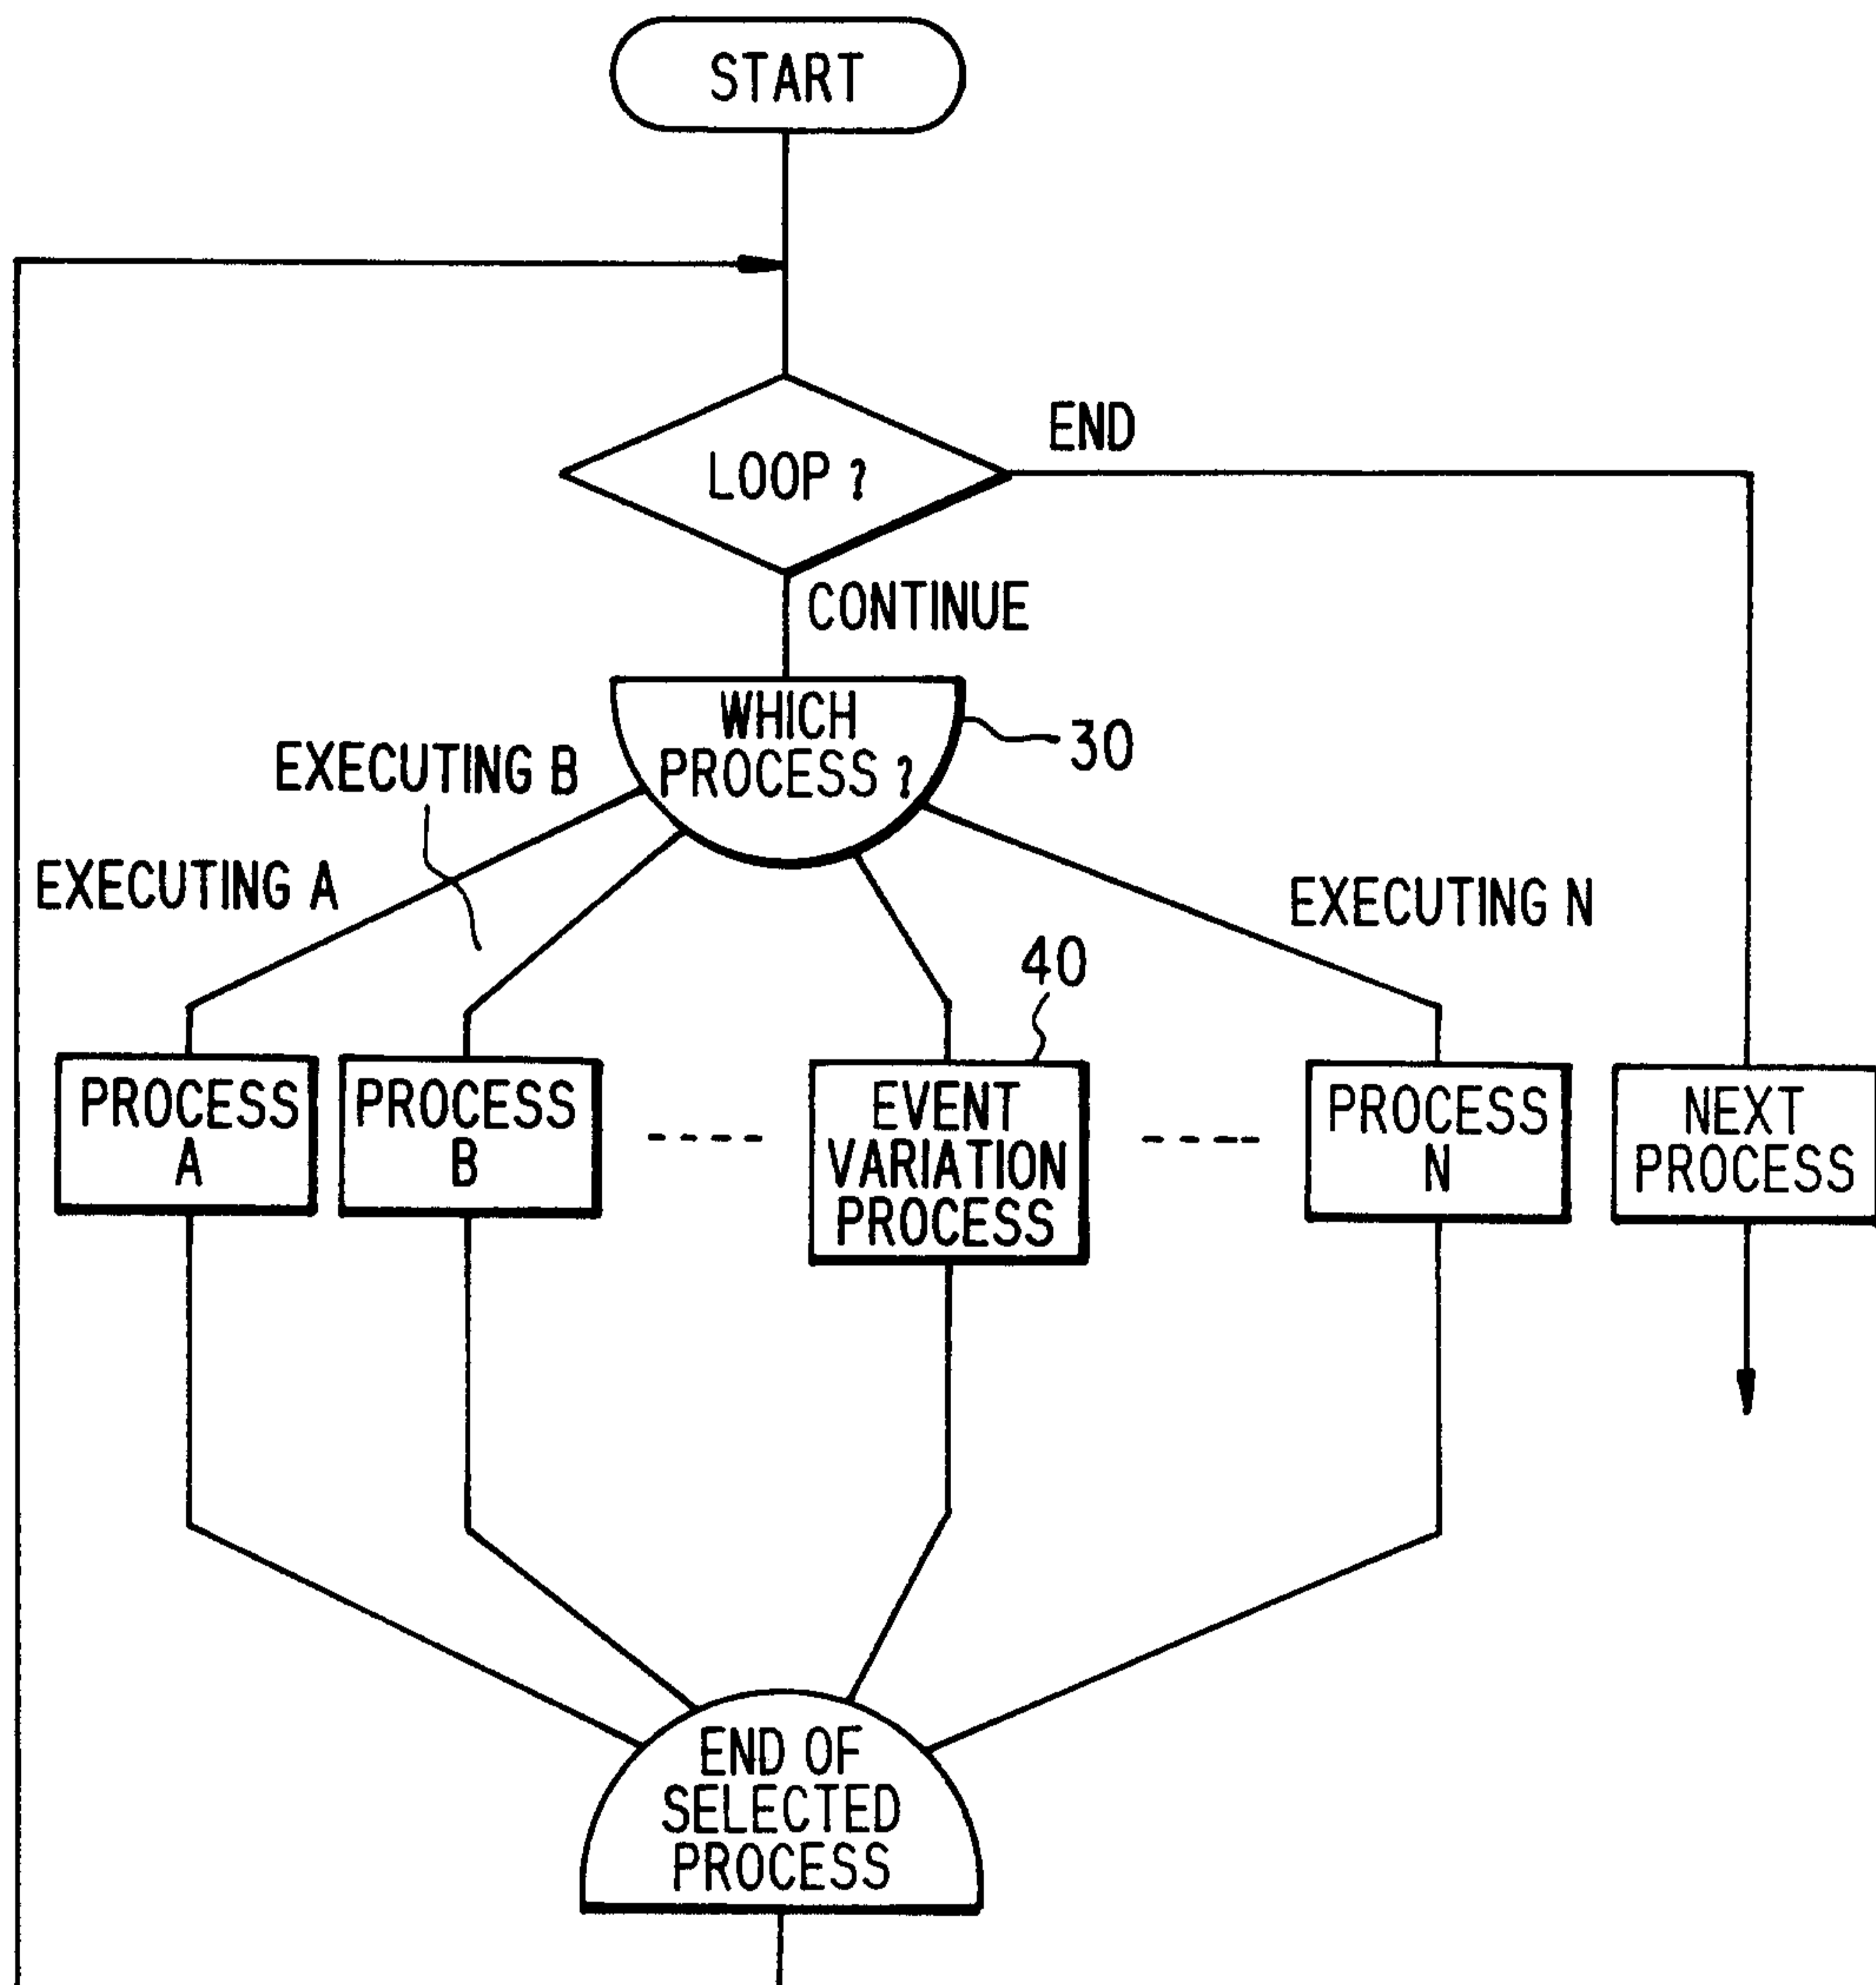 START
END
LOOP ?
CONTINUE
WHICH
PROCESS ?
30
EXECUTING B
EXECUTING A
EXECUTING N
40
PROCESS
A
PROCESS
B
EVENT
VARIATION
PROCESS
PROCESS
N
NEXT
PROCESS
END OF
SELECTED
PROCESS